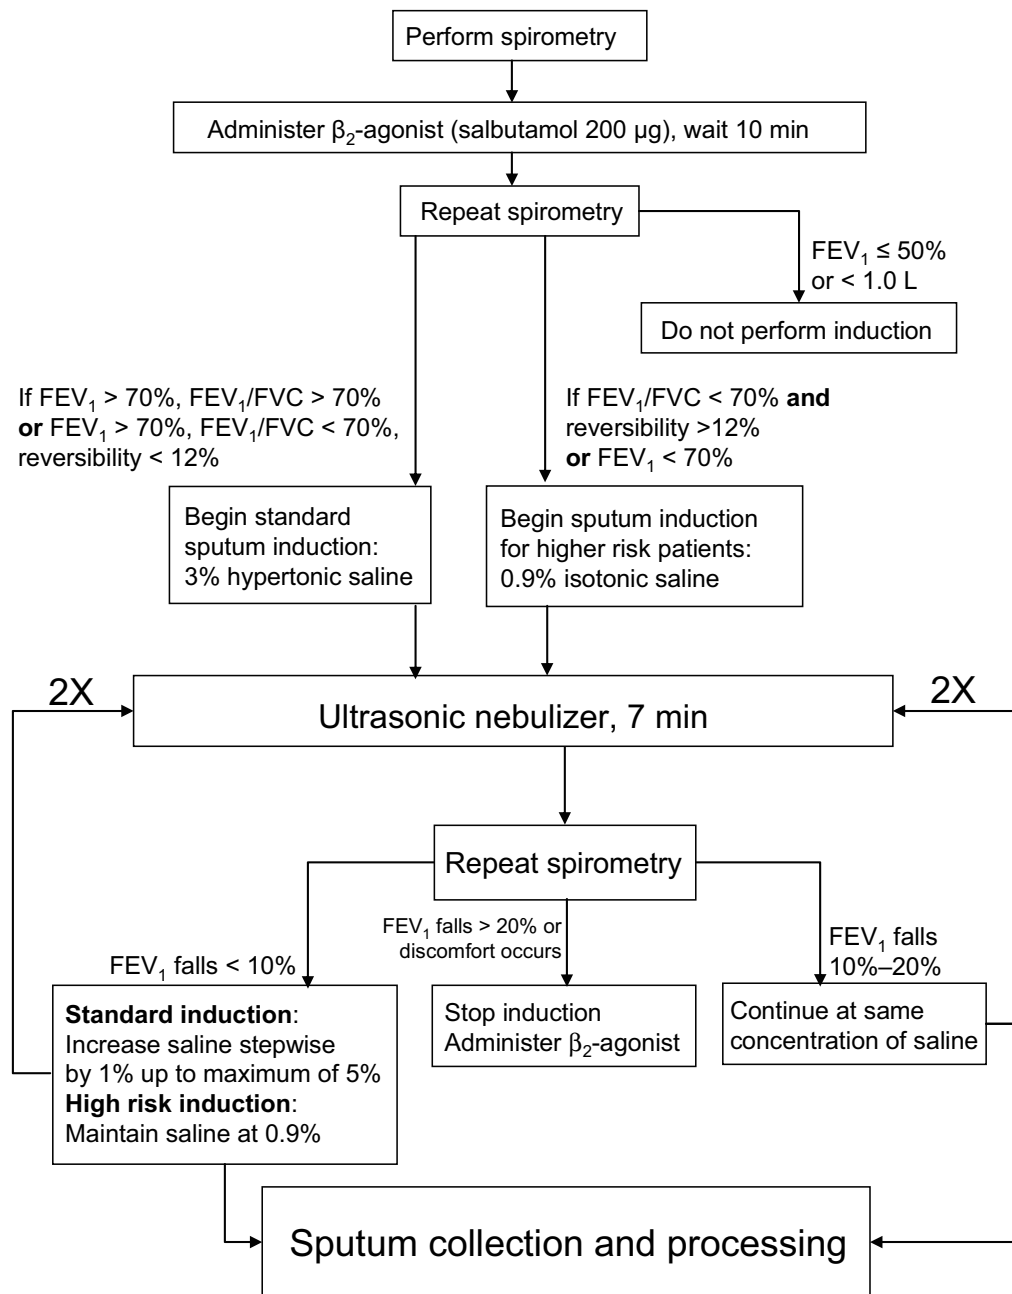 Perform spirometry
Administer β₂-agonist (salbutamol 200 µg), wait 10 min
Repeat spirometry
FEV₁ ≤ 50%
or < 1.0 L
Do not perform induction
If FEV₁ > 70%, FEV₁/FVC > 70%
or FEV₁ > 70%, FEV₁/FVC < 70%,
reversibility < 12%
If FEV₁/FVC < 70% and
reversibility >12%
or FEV₁ < 70%
Begin standard
sputum induction:
3% hypertonic saline
Begin sputum induction
for higher risk patients:
0.9% isotonic saline
2X
2X
Ultrasonic nebulizer, 7 min
Repeat spirometry
FEV₁ falls < 10%
FEV₁ falls > 20% or
discomfort occurs
FEV₁ falls
10%–20%
Standard induction:
Increase saline stepwise
by 1% up to maximum of 5%
High risk induction:
Maintain saline at 0.9%
Stop induction
Administer β₂-agonist
Continue at same
concentration of saline
Sputum collection and processing